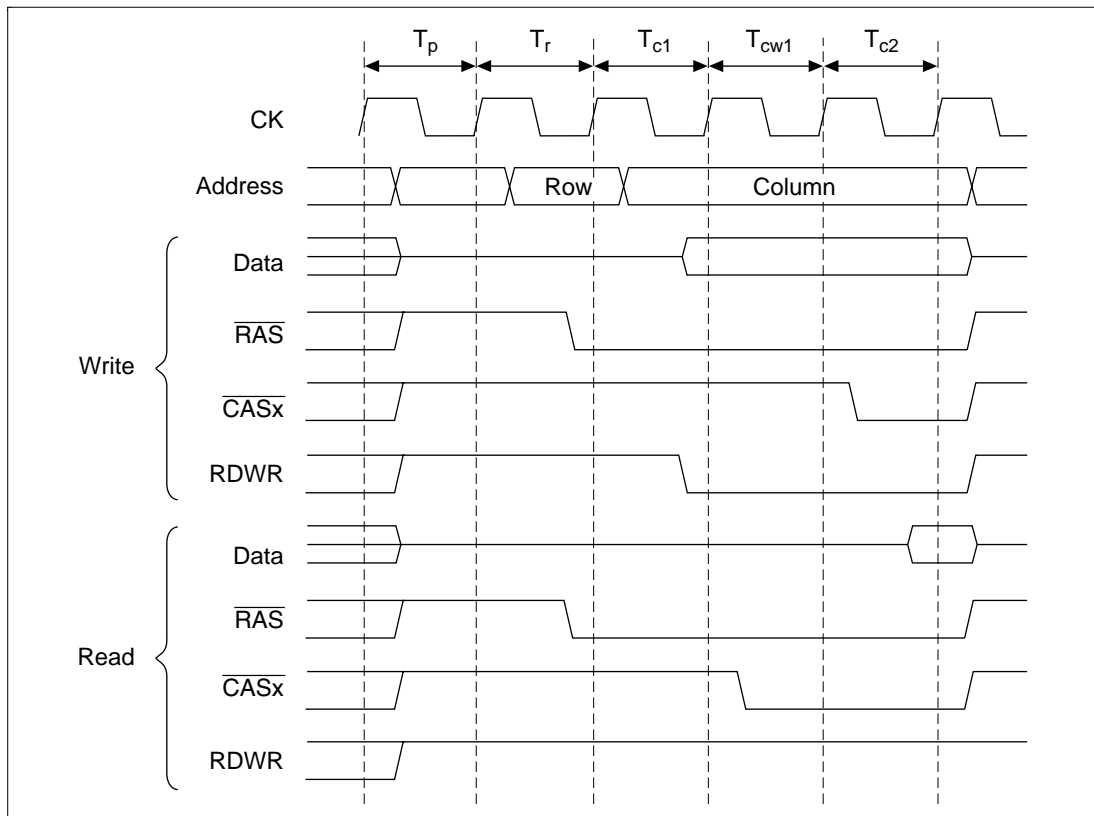 Tp Tr Tc1 Tcw1 Tc2
CK
Address Row Column
Data
RAS
Write
CASx
RDWR
Data
RAS
Read
CASx
RDWR